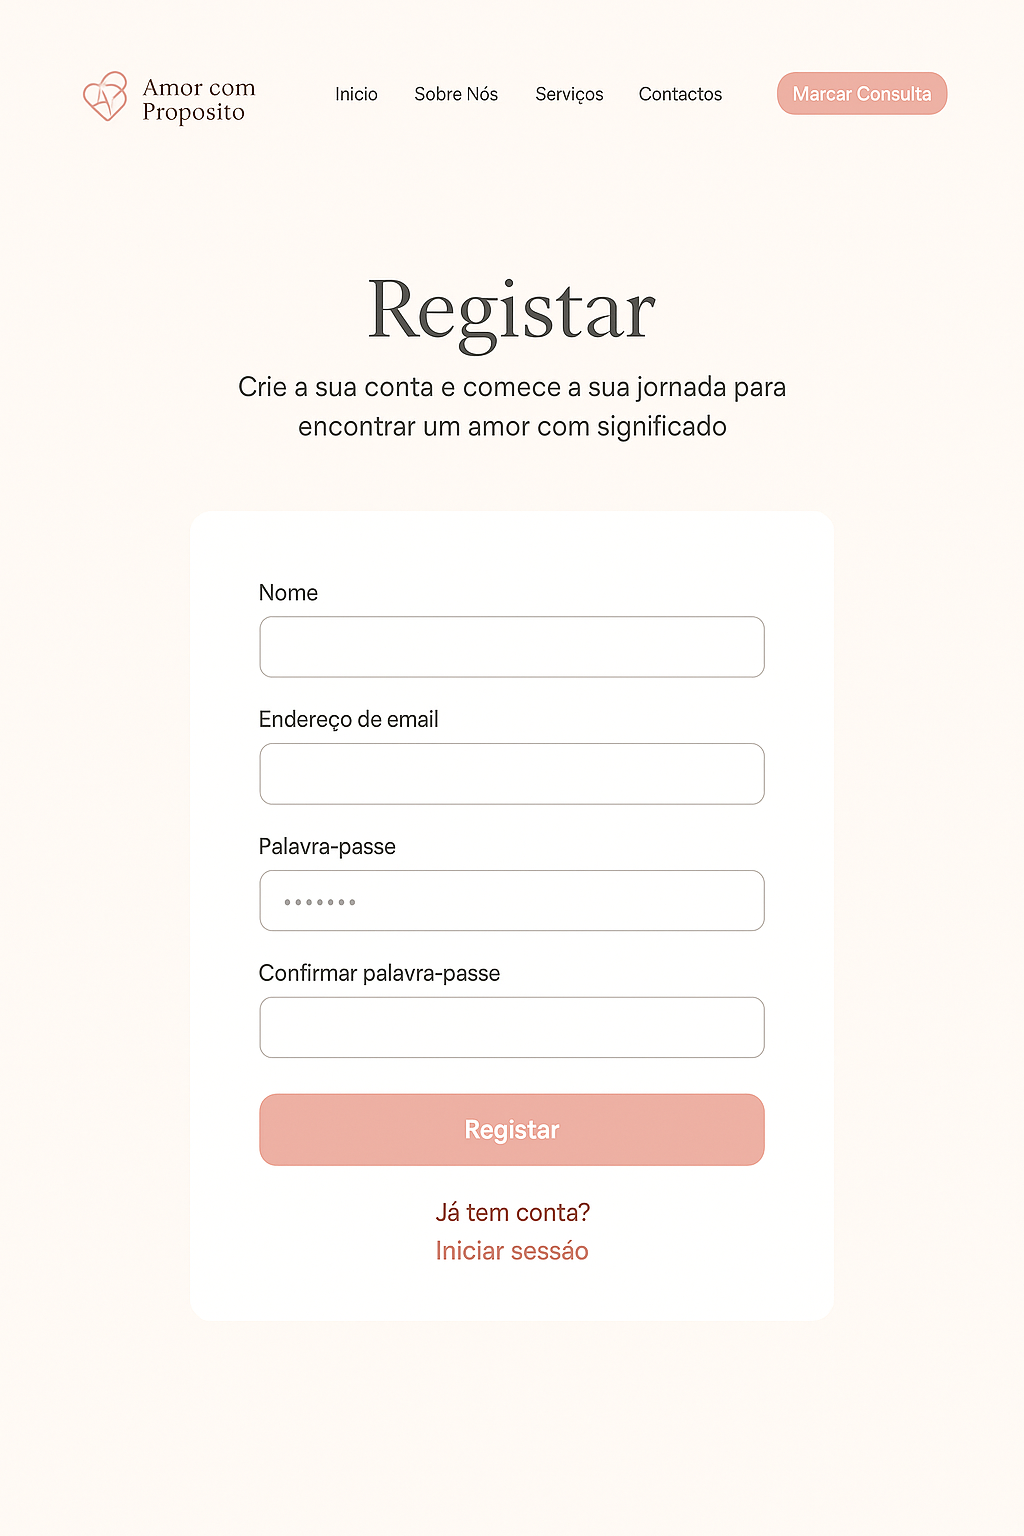 Amor com
Proposito
Inicio
Sobre Nós
Serviços
Contactos
Marcar Consulta
Registar
Crie a sua conta e comece a sua jornada para
encontrar um amor com significado
Nome
Endereço de email
Palavra-passe
•••••••
Confirmar palavra-passe
Registar
Já tem conta?
Iniciar sessáo